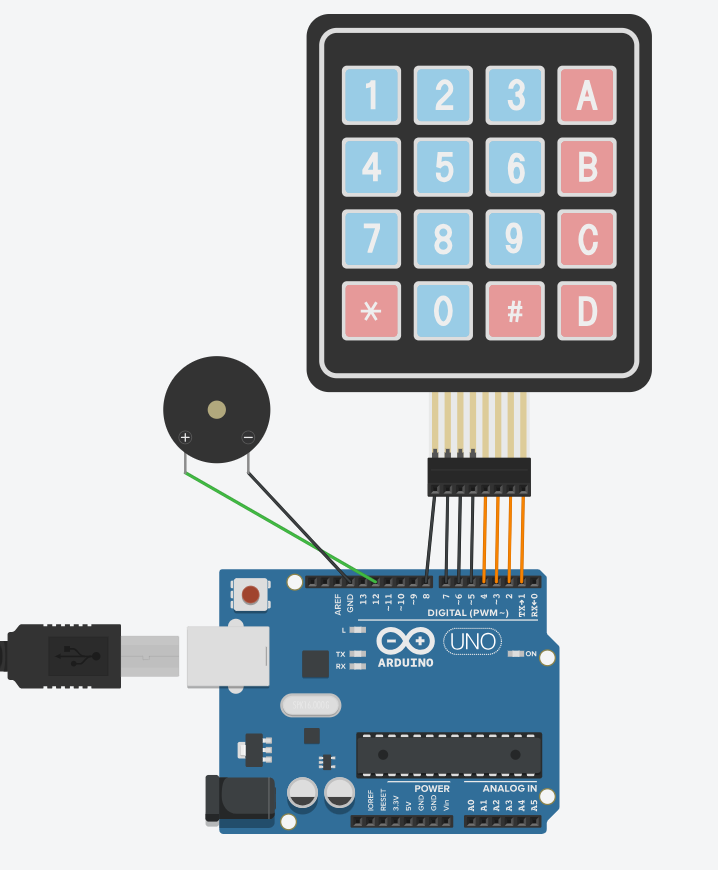 1 2 3 A
4 5 6 B
7 8 9 C
* 0 # D
+ −
AREF
GND
13
12
~11
~10
~9
8
7
~6
~5
4
~3
2
TX→1
RX←0
DIGITAL (PWM ~)
L
TX
RX
UNO
ARDUINO
ON
POWER
ANALOG IN
IOREF
RESET
3.3V
5V
GND
GND
Vin
A0
A1
A2
A3
A4
A5